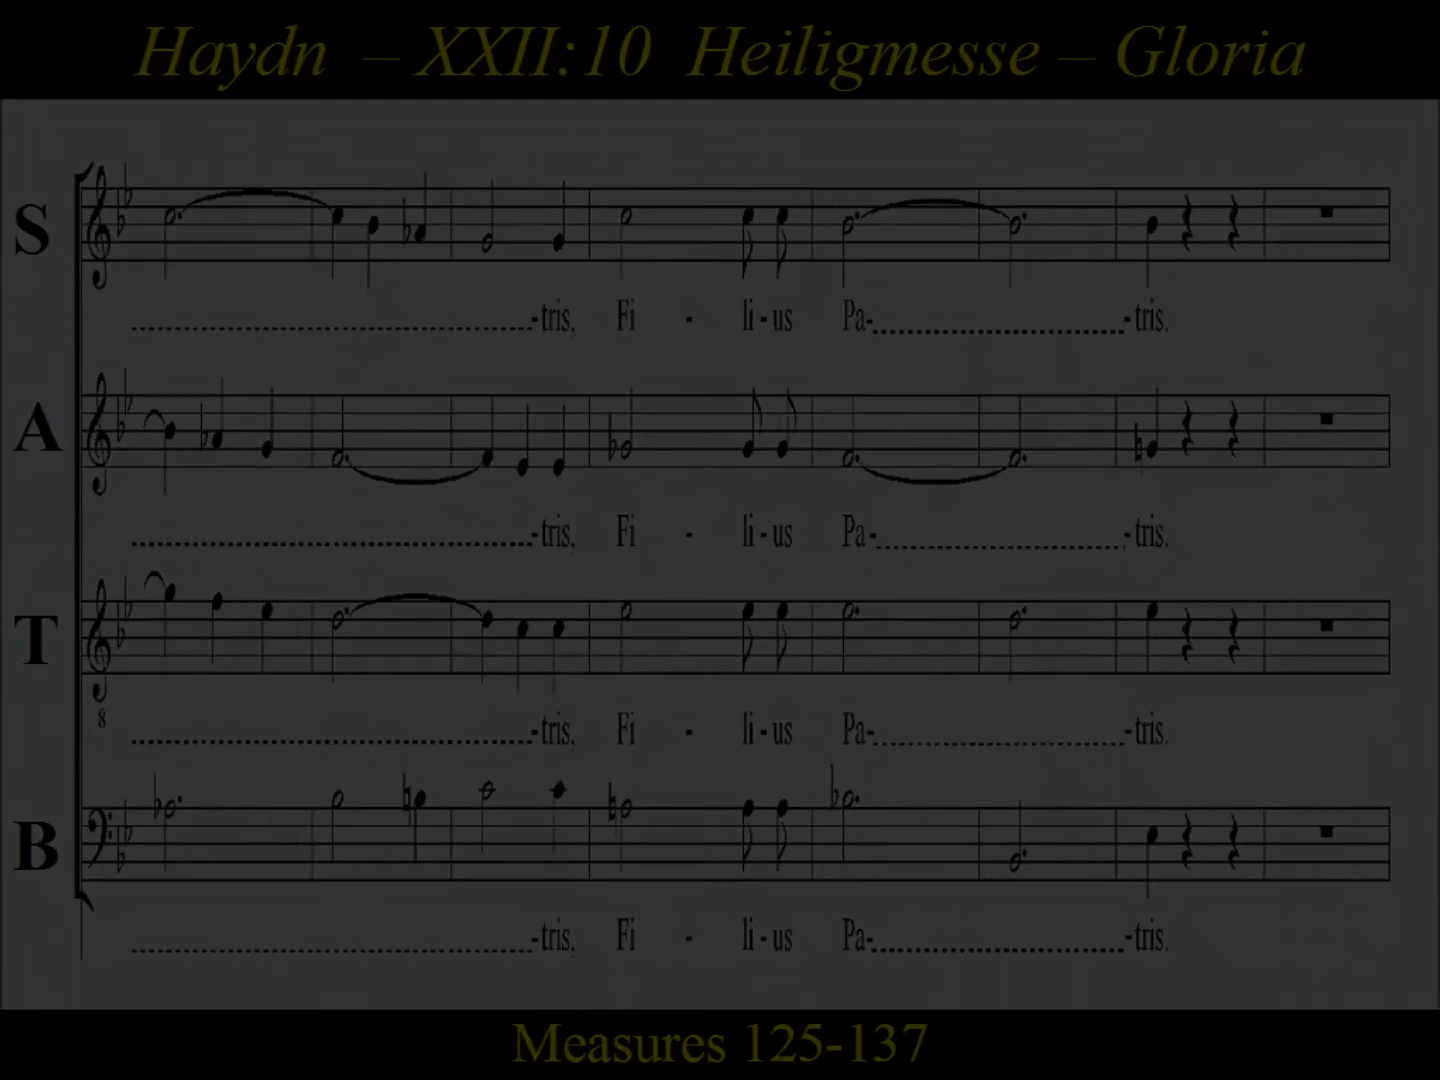 Haydn – XXII:10 Heiligmesse – Gloria
S
-tris, Fi - li - us Pa- -tris.
A
-tris, Fi - li - us Pa- -tris.
T
8
-tris, Fi - li - us Pa- -tris.
B
-tris, Fi - li - us Pa- -tris.
Measures 125-137